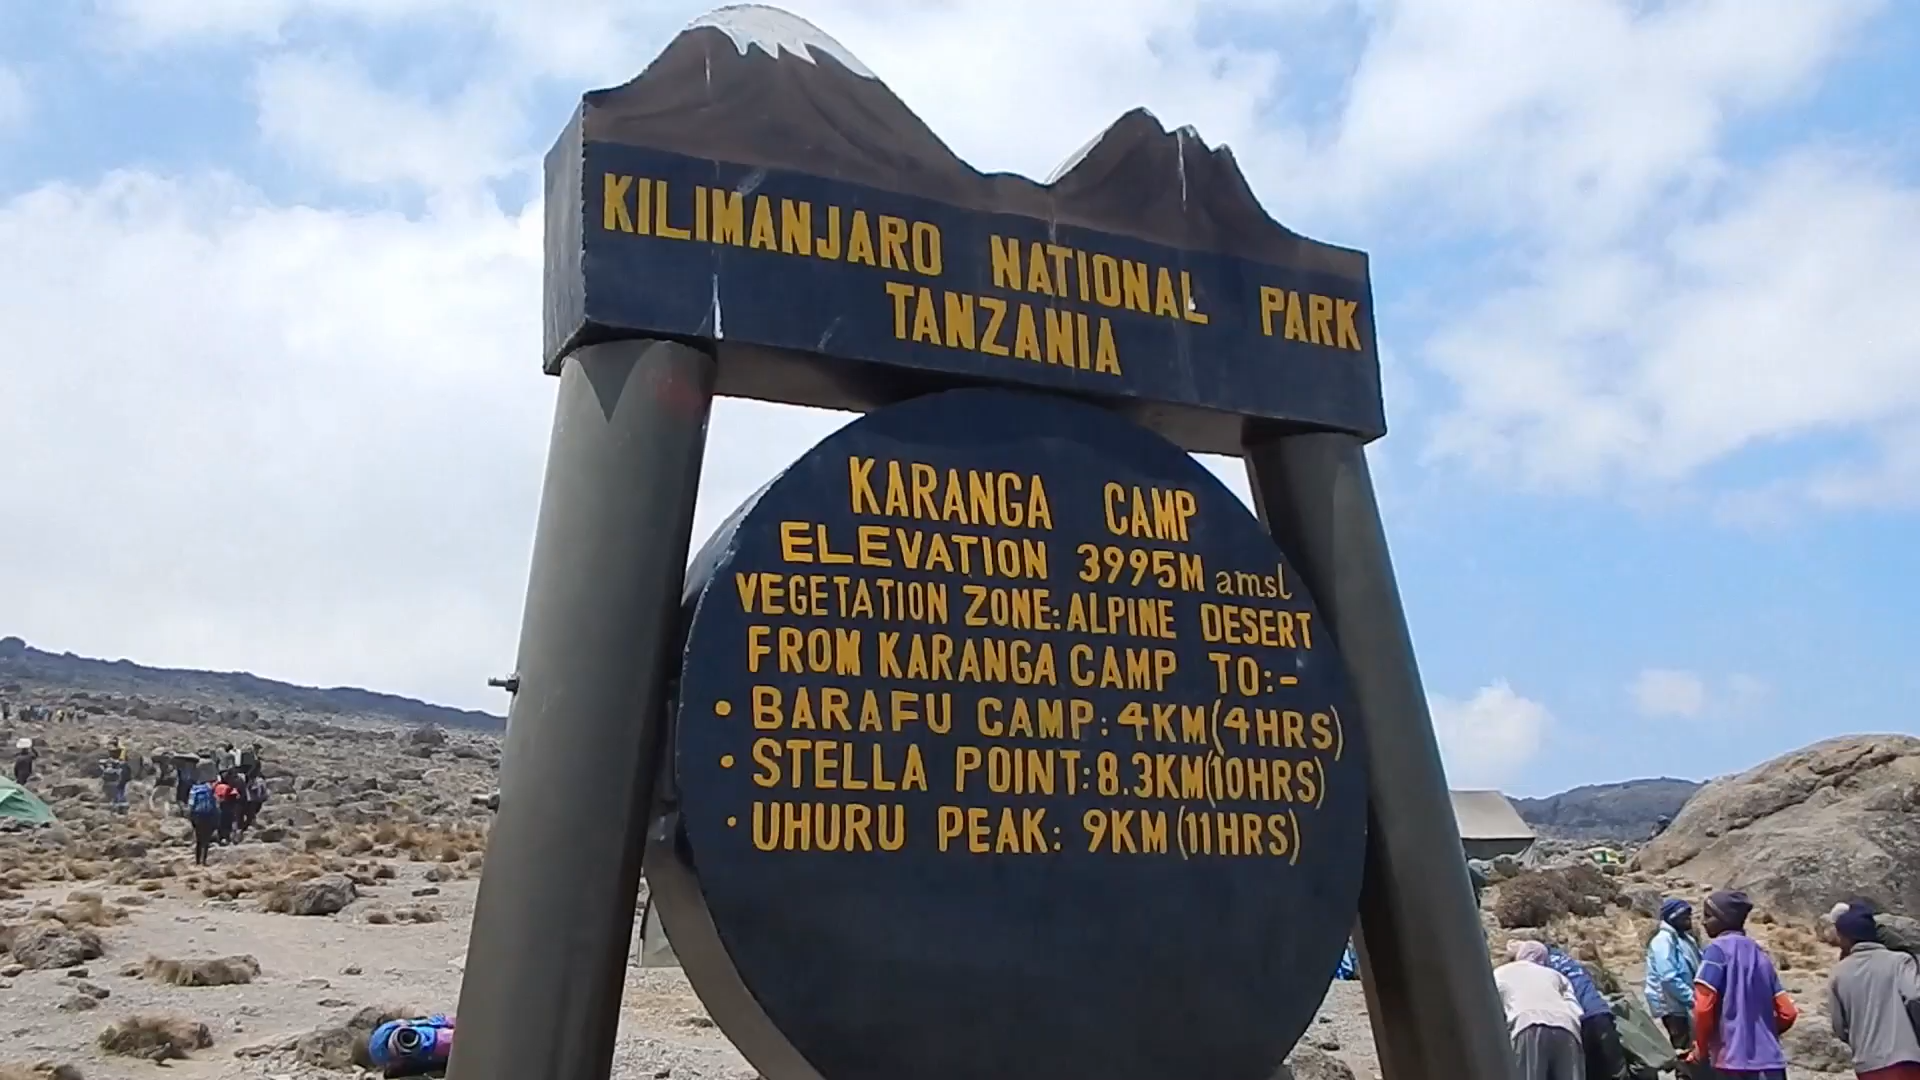 KILIMANJARO NATIONAL PARK
TANZANIA
KARANGA CAMP
ELEVATION 3995M amsl
VEGETATION ZONE: ALPINE DESERT
FROM KARANGA CAMP TO:-
• BARAFU CAMP: 4KM (4HRS)
• STELLA POINT: 8.3KM (10HRS)
• UHURU PEAK: 9KM (11HRS)